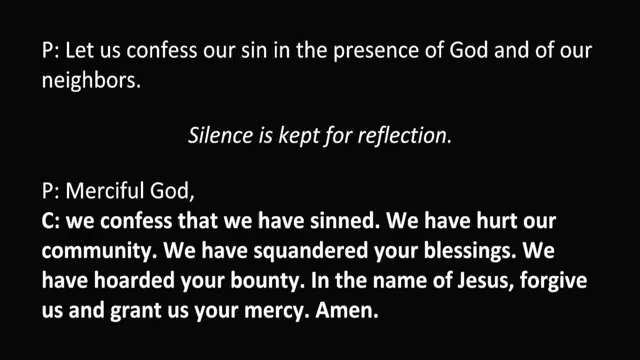 P: Let us confess our sin in the presence of God and of our
neighbors.
Silence is kept for reflection.
P: Merciful God,
C: we confess that we have sinned. We have hurt our
community. We have squandered your blessings. We
have hoarded your bounty. In the name of Jesus, forgive
us and grant us your mercy. Amen.